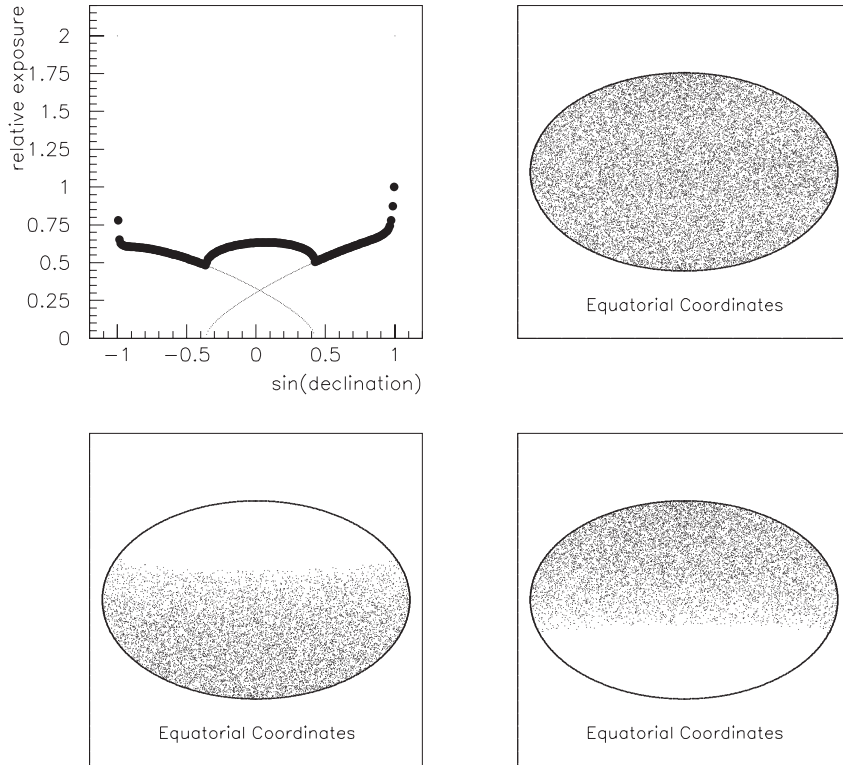 relative exposure
2
1.75
1.5
1.25
1
0.75
0.5
0.25
0
−1
−0.5
0
0.5
1
sin(declination)
Equatorial Coordinates
Equatorial Coordinates
Equatorial Coordinates